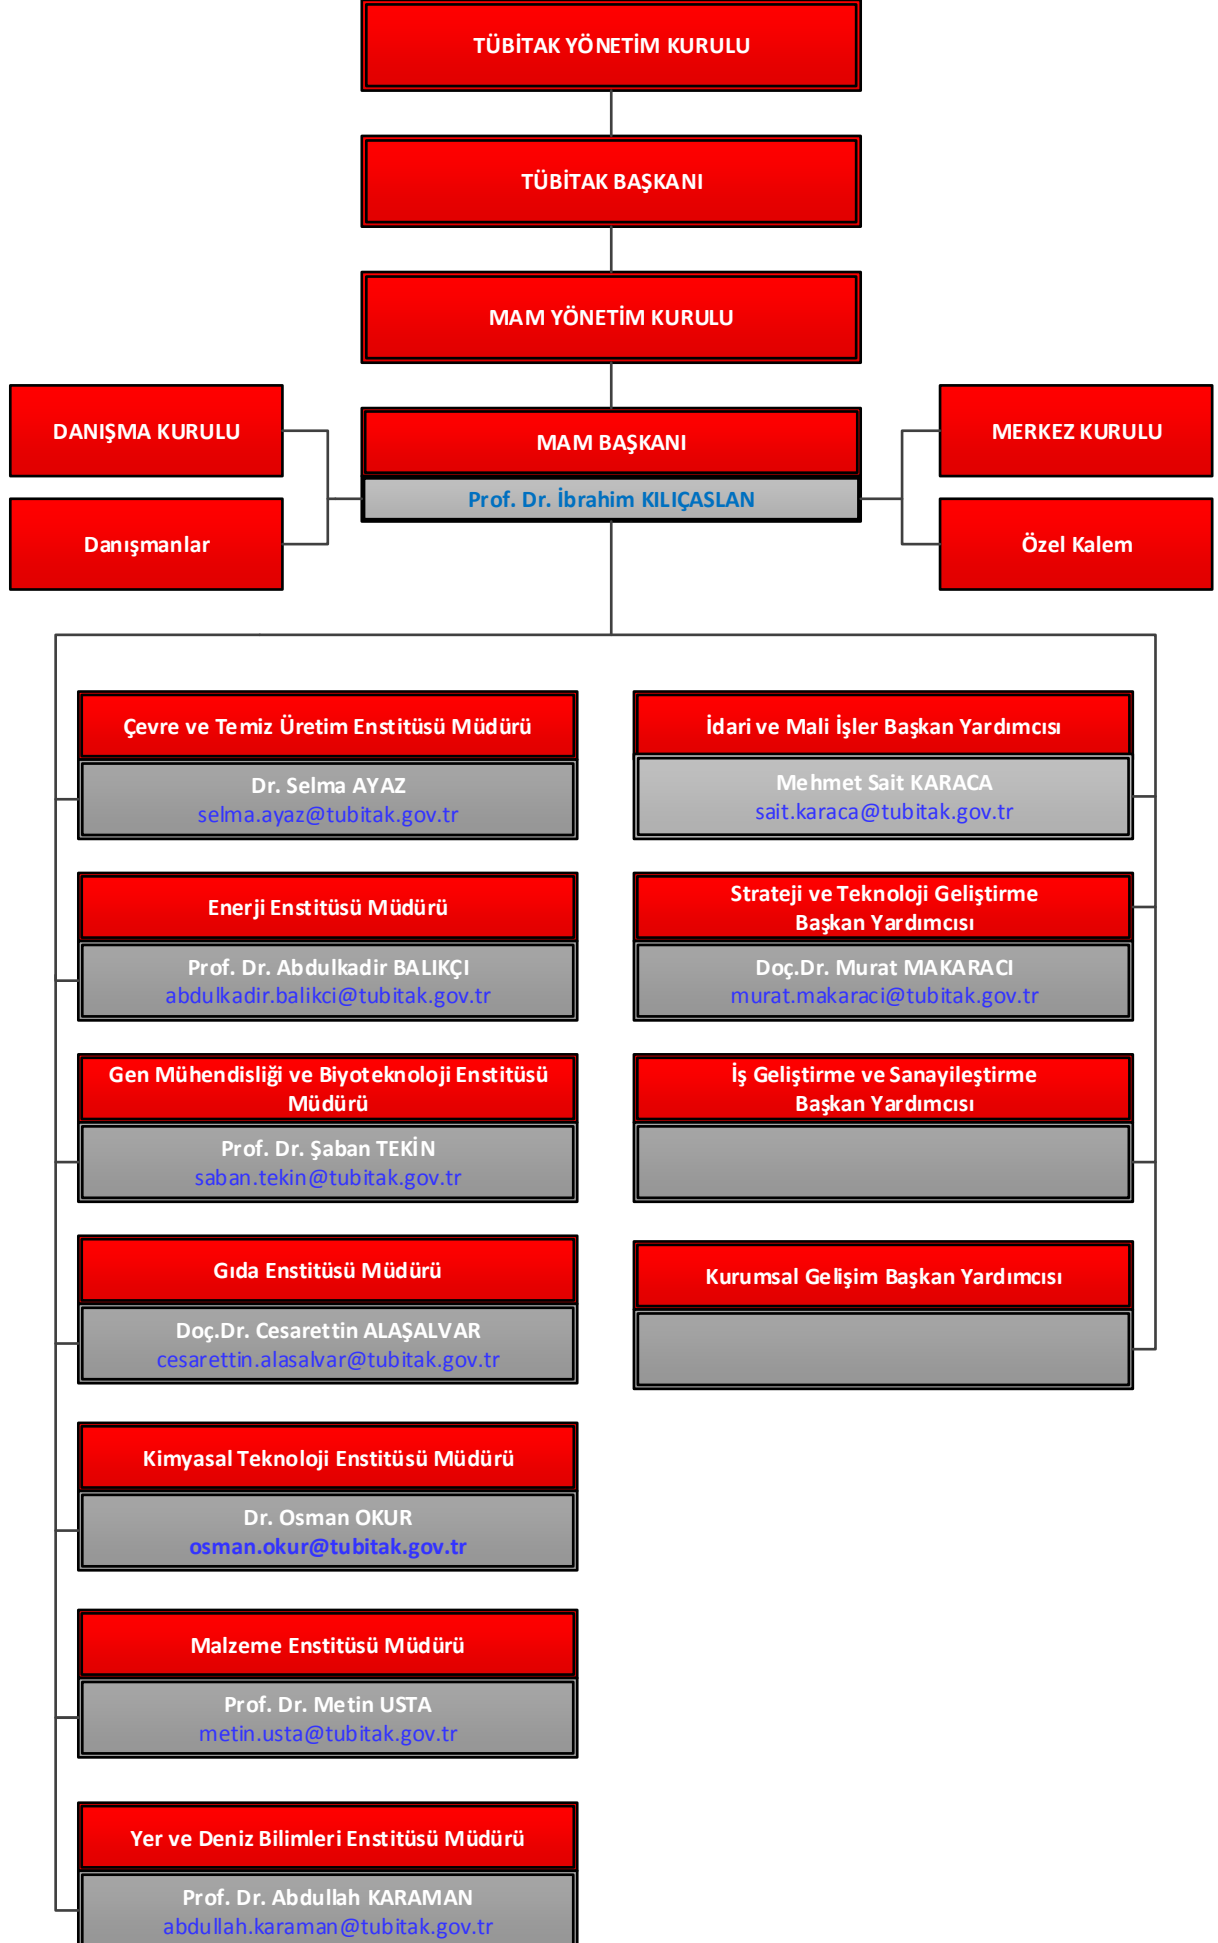 TÜBİTAK YÖNETİM KURULU
TÜBİTAK BAŞKANI
MAM YÖNETİM KURULU
DANIŞMA KURULU
MAM BAŞKANI
MERKEZ KURULU
Prof. Dr. İbrahim KILIÇASLAN
Danışmanlar
Özel Kalem
Çevre ve Temiz Üretim Enstitüsü Müdürü
Dr. Selma AYAZ
selma.ayaz@tubitak.gov.tr
Enerji Enstitüsü Müdürü
Prof. Dr. Abdulkadir BALIKÇI
abdulkadir.balikci@tubitak.gov.tr
Gen Mühendisliği ve Biyoteknoloji Enstitüsü
Müdürü
Prof. Dr. Şaban TEKİN
saban.tekin@tubitak.gov.tr
Gıda Enstitüsü Müdürü
Doç.Dr. Cesarettin ALAŞALVAR
cesarettin.alasalvar@tubitak.gov.tr
Kimyasal Teknoloji Enstitüsü Müdürü
Dr. Osman OKUR
osman.okur@tubitak.gov.tr
Malzeme Enstitüsü Müdürü
Prof. Dr. Metin USTA
metin.usta@tubitak.gov.tr
Yer ve Deniz Bilimleri Enstitüsü Müdürü
Prof. Dr. Abdullah KARAMAN
abdullah.karaman@tubitak.gov.tr
İdari ve Mali İşler Başkan Yardımcısı
Mehmet Sait KARACA
sait.karaca@tubitak.gov.tr
Strateji ve Teknoloji Geliştirme
Başkan Yardımcısı
Doç.Dr. Murat MAKARACI
murat.makaraci@tubitak.gov.tr
İş Geliştirme ve Sanayileştirme
Başkan Yardımcısı
Kurumsal Gelişim Başkan Yardımcısı